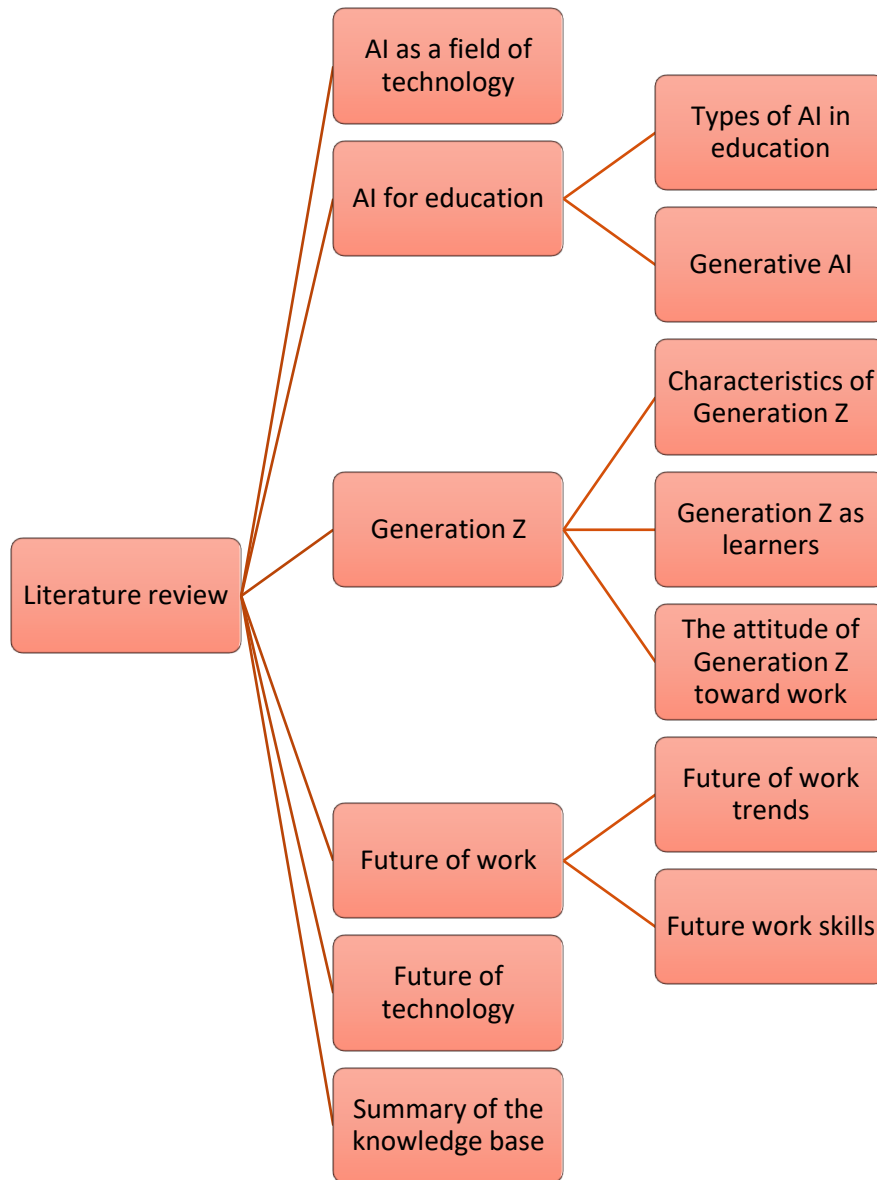 Literature review
AI as a field of
technology
AI for education
Types of AI in
education
Generative AI
Generation Z
Characteristics of
Generation Z
Generation Z as
learners
The attitude of
Generation Z
toward work
Future of work
Future of work
trends
Future work skills
Future of
technology
Summary of the
knowledge base